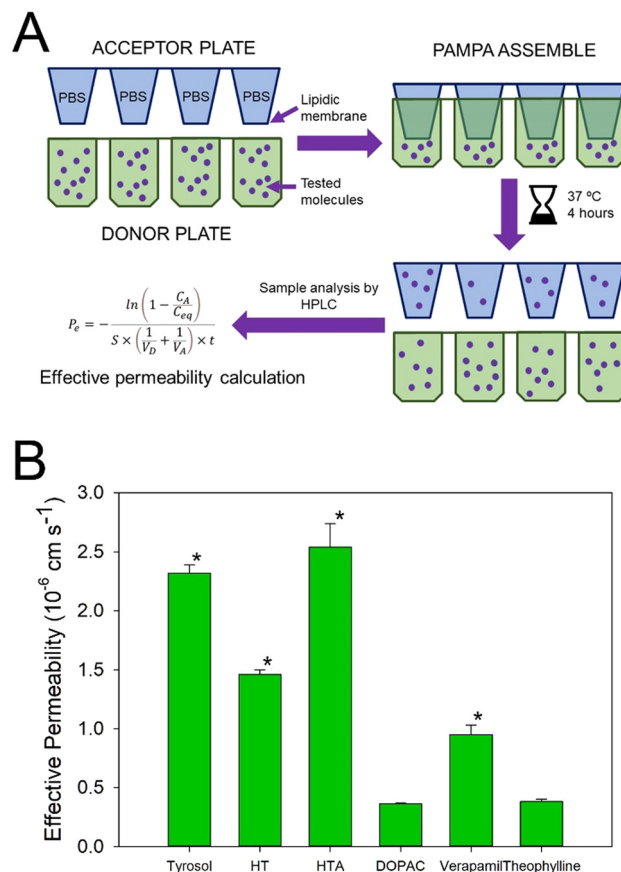 A
ACCEPTOR PLATE
PBS PBS PBS PBS
Lipidic
membrane
Tested
molecules
DONOR PLATE
PAMPA ASSEMBLE
37 ºC
4 hours
Sample analysis by
HPLC
P_e = - ln(1 - C_A/C_eq) / (S × (1/V_D + 1/V_A) × t)
Effective permeability calculation
B
Effective Permeability (10⁻⁶ cm s⁻¹)
3.0
2.5
2.0
1.5
1.0
0.5
0.0
* * * *
Tyrosol HT HTA DOPAC Verapamil Theophylline